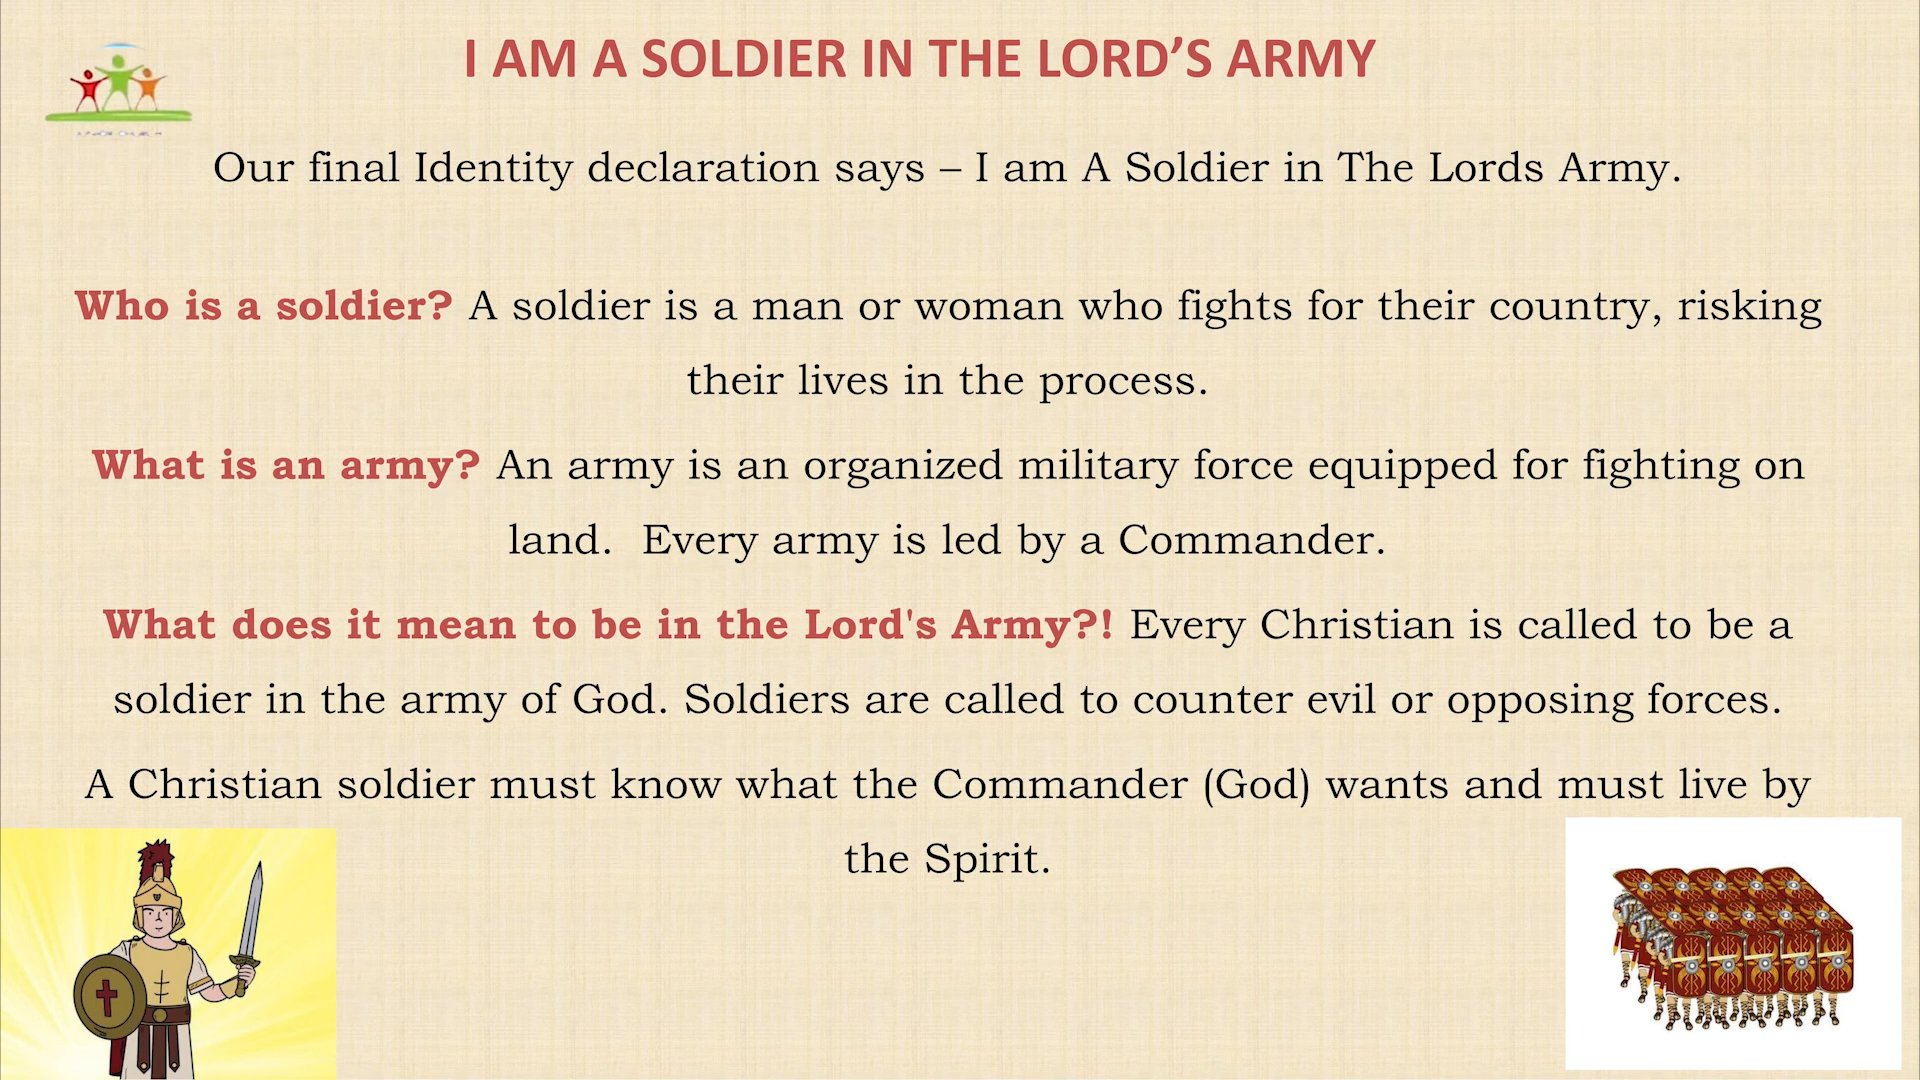 I AM A SOLDIER IN THE LORD’S ARMY
Our final Identity declaration says – I am A Soldier in The Lords Army.
Who is a soldier? A soldier is a man or woman who fights for their country, risking
their lives in the process.
What is an army? An army is an organized military force equipped for fighting on
land.  Every army is led by a Commander.
What does it mean to be in the Lord's Army?! Every Christian is called to be a
soldier in the army of God. Soldiers are called to counter evil or opposing forces.
A Christian soldier must know what the Commander (God) wants and must live by
the Spirit.